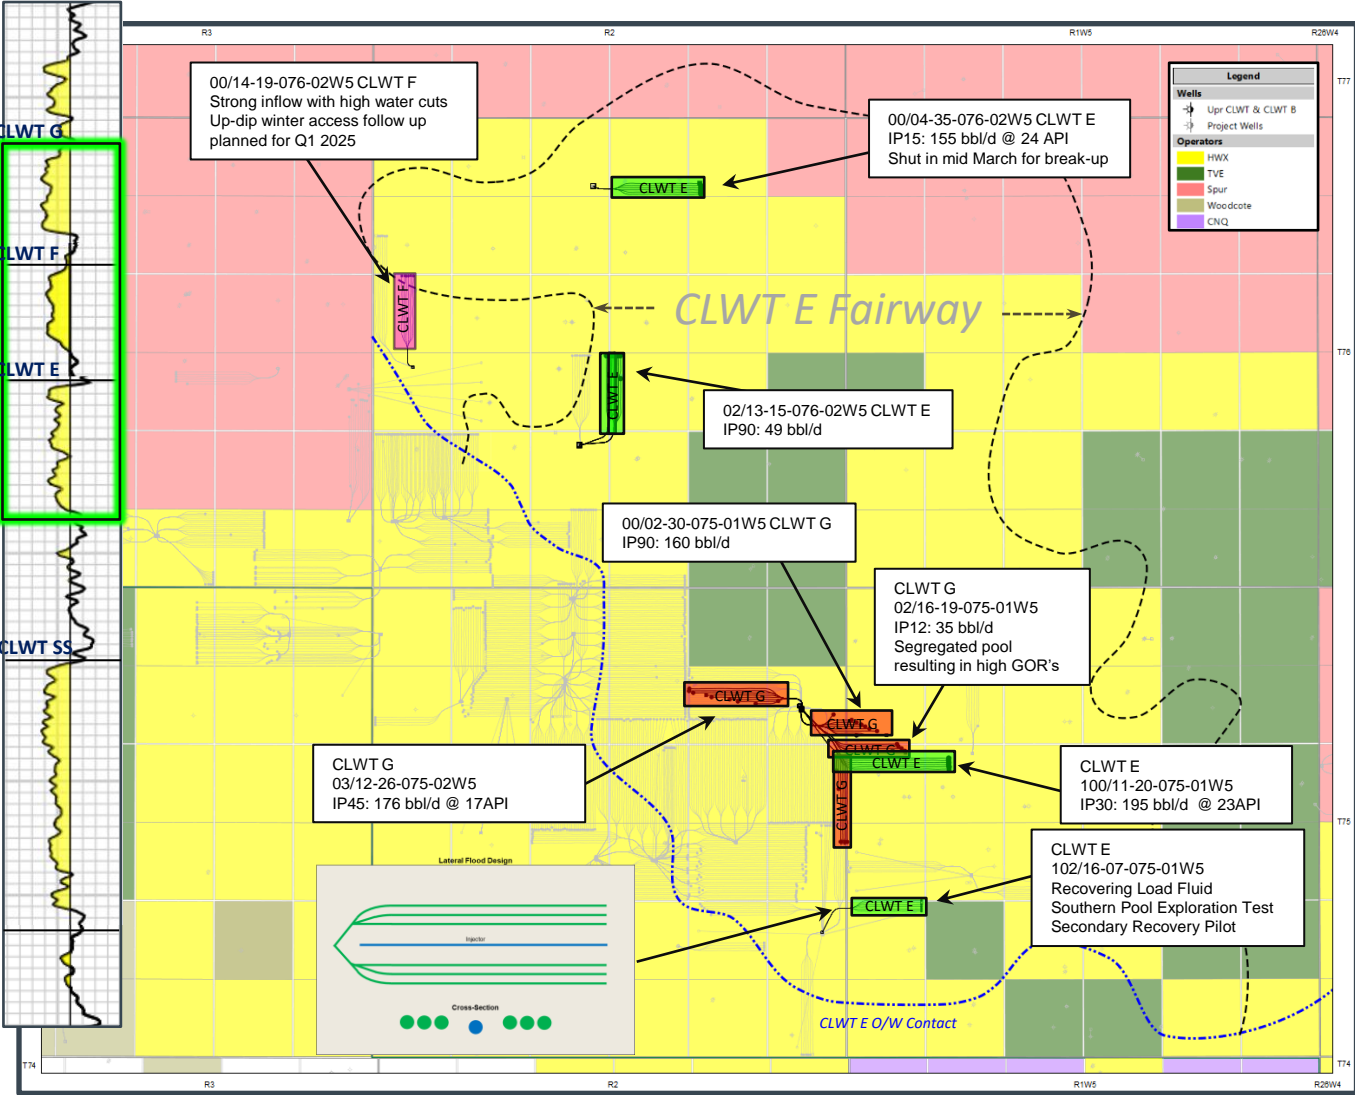 R3
R2
R1W5
R26W4
T77
00/14-19-076-02W5 CLWT F
Strong inflow with high water cuts
Up-dip winter access follow up
planned for Q1 2025
00/04-35-076-02W5 CLWT E
IP15: 155 bbl/d @ 24 API
Shut in mid March for break-up
Legend
Wells
Upr CLWT & CLWT B
Project Wells
Operators
HWX
TVE
Spur
Woodcote
CNQ
CLWT G
CLWT F
CLWT E
CLWT SS
CLWT E
CLWT F
CLWT E Fairway
T76
CLWT E
02/13-15-076-02W5 CLWT E
IP90: 49 bbl/d
00/02-30-075-01W5 CLWT G
IP90: 160 bbl/d
CLWT G
02/16-19-075-01W5
IP12: 35 bbl/d
Segregated pool
resulting in high GOR's
CLWT G
CLWT G
CLWT G
CLWT E
CLWT G
CLWT G
03/12-26-075-02W5
IP45: 176 bbl/d @ 17API
CLWT E
100/11-20-075-01W5
IP30: 195 bbl/d @ 23API
T75
CLWT E
102/16-07-075-01W5
Recovering Load Fluid
Southern Pool Exploration Test
Secondary Recovery Pilot
CLWT E
Lateral Flood Design
Injector
Cross-Section
CLWT E O/W Contact
T74
T74
R3
R2
R1W5
R26W4